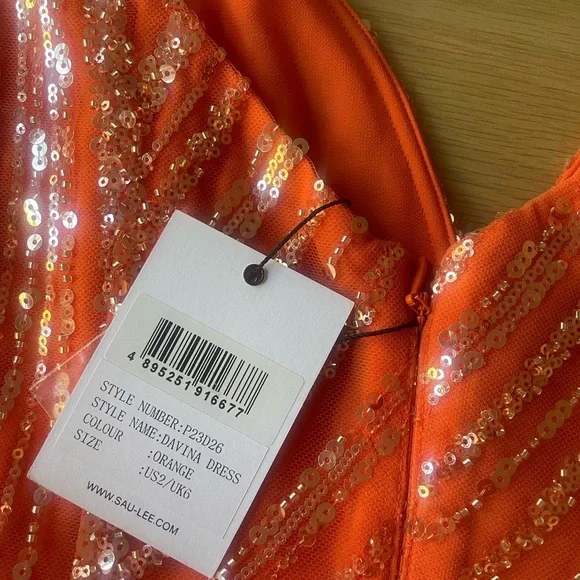 4 895251 916677
STYLE NUMBER:P23D26
STYLE NAME:DAVINA DRESS
COLOUR :ORANGE
SIZE :US2/UK6
WWW.SAU-LEE.COM